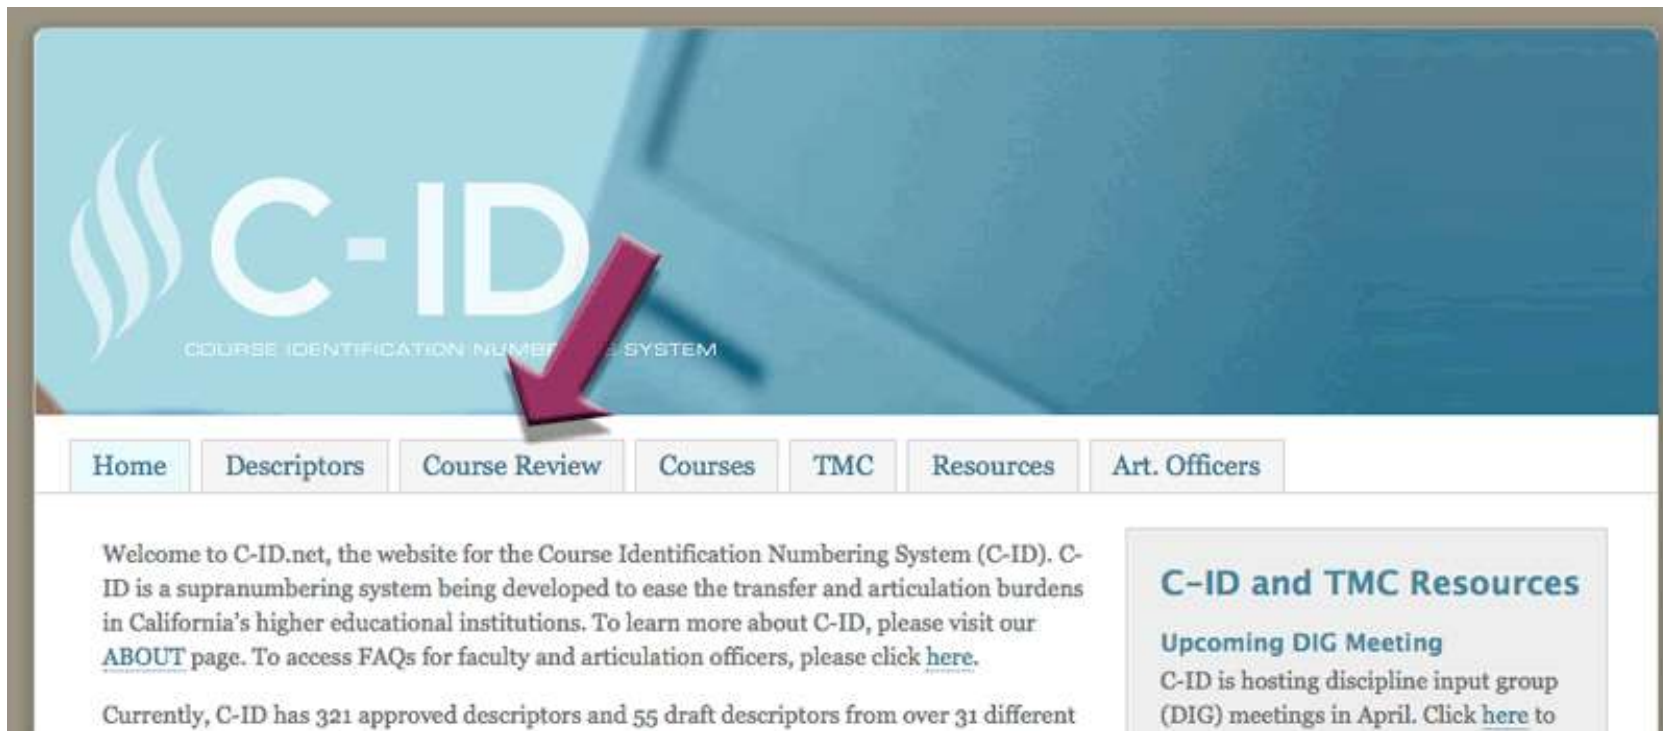 C-ID
COURSE IDENTIFICATION SYSTEM
Home Descriptors Course Review Courses TMC Resources Art. Officers
Welcome to C-ID.net, the website for the Course Identification Numbering System (C-ID). C-
ID is a supranumbering system being developed to ease the transfer and articulation burdens
in California's higher educational institutions. To learn more about C-ID, please visit our
ABOUT page. To access FAQs for faculty and articulation officers, please click here.
Currently, C-ID has 321 approved descriptors and 55 draft descriptors from over 31 different
C-ID and TMC Resources
Upcoming DIG Meeting
C-ID is hosting discipline input group
(DIG) meetings in April. Click here to